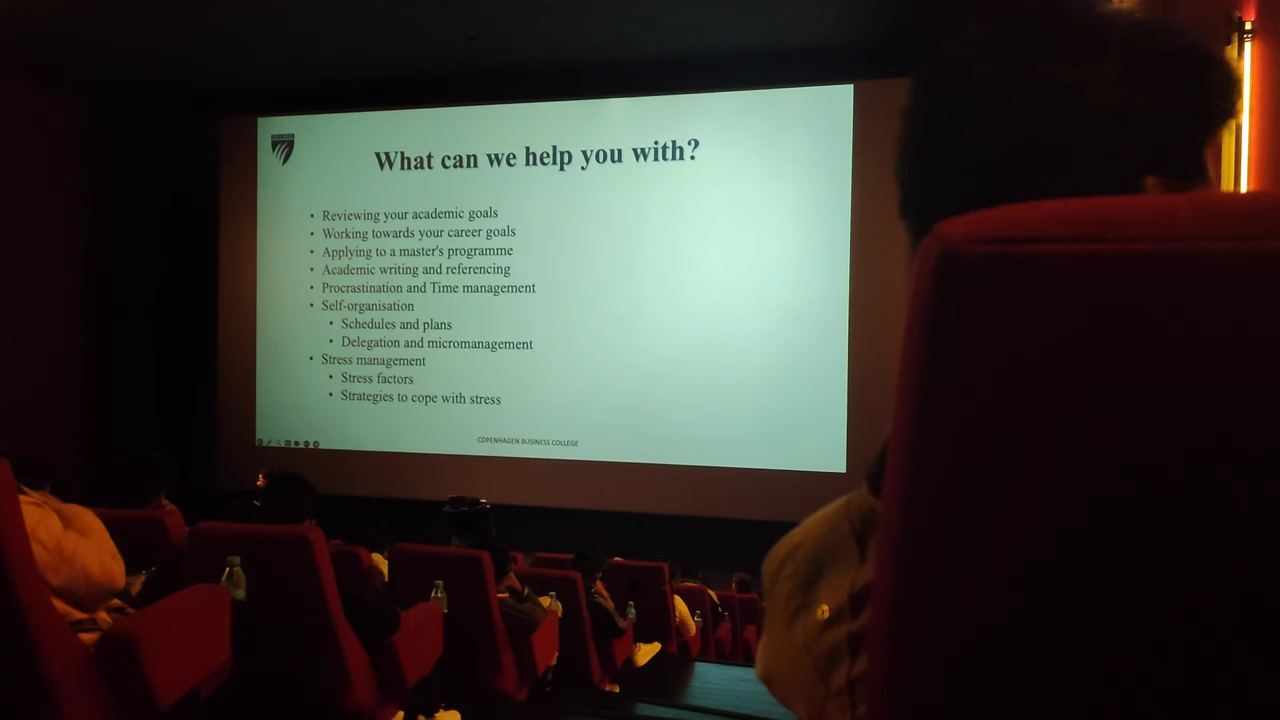 What can we help you with?
• Reviewing your academic goals
• Working towards your career goals
• Applying to a master's programme
• Academic writing and referencing
• Procrastination and Time management
• Self-organisation
• Schedules and plans
• Delegation and micromanagement
• Stress management
• Stress factors
• Strategies to cope with stress
COPENHAGEN BUSINESS COLLEGE